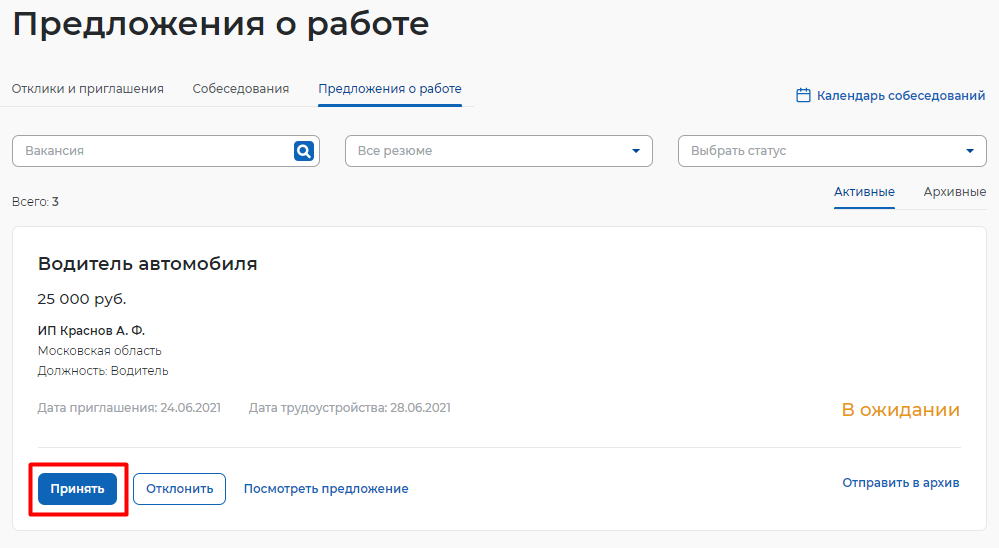 Предложения о работе
Отклики и приглашения Собеседования Предложения о работе
Календарь собеседований
Вакансия Все резюме Выбрать статус
Активные Архивные
Всего: 3
Водитель автомобиля
25 000 руб.
ИП Краснов А. Ф.
Московская область
Должность: Водитель
Дата приглашения: 24.06.2021 Дата трудоустройства: 28.06.2021 В ожидании
Принять Отклонить Посмотреть предложение Отправить в архив